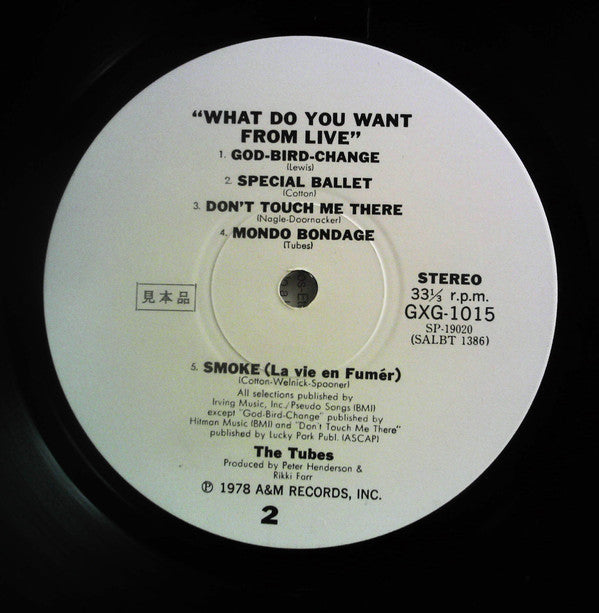 “WHAT DO YOU WANT
FROM LIVE”
1. GOD-BIRD-CHANGE
(Lewis)
2. SPECIAL BALLET
(Cotton)
3. DON'T TOUCH ME THERE
(Nagle-Doornacker)
4. MONDO BONDAGE
(Tubes)
見本品
STEREO
33⅓ r.p.m.
GXG-1015
SP-19020
(SALBT 1386)
5. SMOKE (La vie en Fumér)
(Cotton-Welnick-Spooner)
All selections published by
Irving Music, Inc./Pseudo Songs (BMI)
except "God-Bird-Change" published by
Hitman Music (BMI) and "Don't Touch Me There"
published by Lucky Park Publ. (ASCAP)
The Tubes
Produced by Peter Henderson &
Rikki Farr
℗ 1978 A&M RECORDS, INC.
2